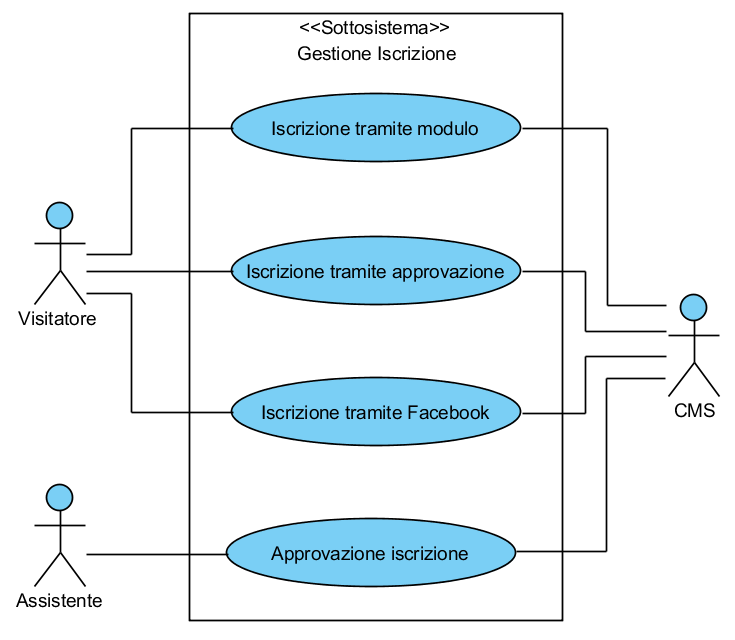 <<Sottosistema>>
Gestione Iscrizione
Iscrizione tramite modulo
Iscrizione tramite approvazione
Visitatore
Iscrizione tramite Facebook
CMS
Approvazione iscrizione
Assistente